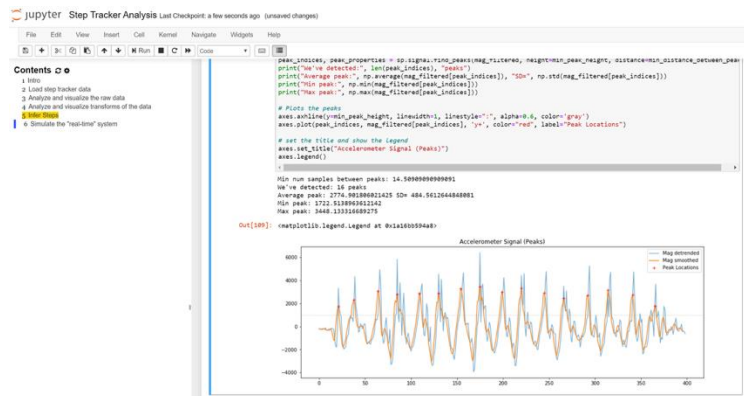 jupyter Step Tracker Analysis Last Checkpoint: a few seconds ago (unsaved changes)
File Edit View Insert Cell Kernel Navigate Widgets Help
Run Code
Contents
1 Intro
2 Load step tracker data
3 Analyze and visualize the raw data
4 Analyze and visualize transforms of the data
5 Infer Steps
6 Simulate the "real-time" system
peak_indices, peak_properties = sp.signal.find_peaks(mag_filtered, height=min_peak_height, distance=min_distance_between_pea
print("We've detected:", len(peak_indices), "peaks")
print("Average peak:", np.average(mag_filtered[peak_indices]), "SD=", np.std(mag_filtered[peak_indices]))
print("Min peak:", np.min(mag_filtered[peak_indices]))
print("Max peak:", np.max(mag_filtered[peak_indices]))
# Plots the peaks
axes.axhline(y=min_peak_height, linewidth=1, linestyle=":", alpha=0.6, color='gray')
axes.plot(peak_indices, mag_filtered[peak_indices], 'y+', color="red", label="Peak Locations")
# set the title and show the Legend
axes.set_title("Accelerometer Signal (Peaks)")
axes.legend()
Min num samples between peaks: 14.50909090909091
We've detected: 16 peaks
Average peak: 2774.901806021425 SD= 484.5612644848081
Min peak: 1722.5138963612142
Max peak: 3448.133316689275
Out[109]: <matplotlib.legend.Legend at 0x1a16bb594a8>
Accelerometer Signal (Peaks)
Mag detrended
Mag smoothed
Peak Locations
6000
4000
2000
0
−2000
−4000
0 50 100 150 200 250 300 350 400